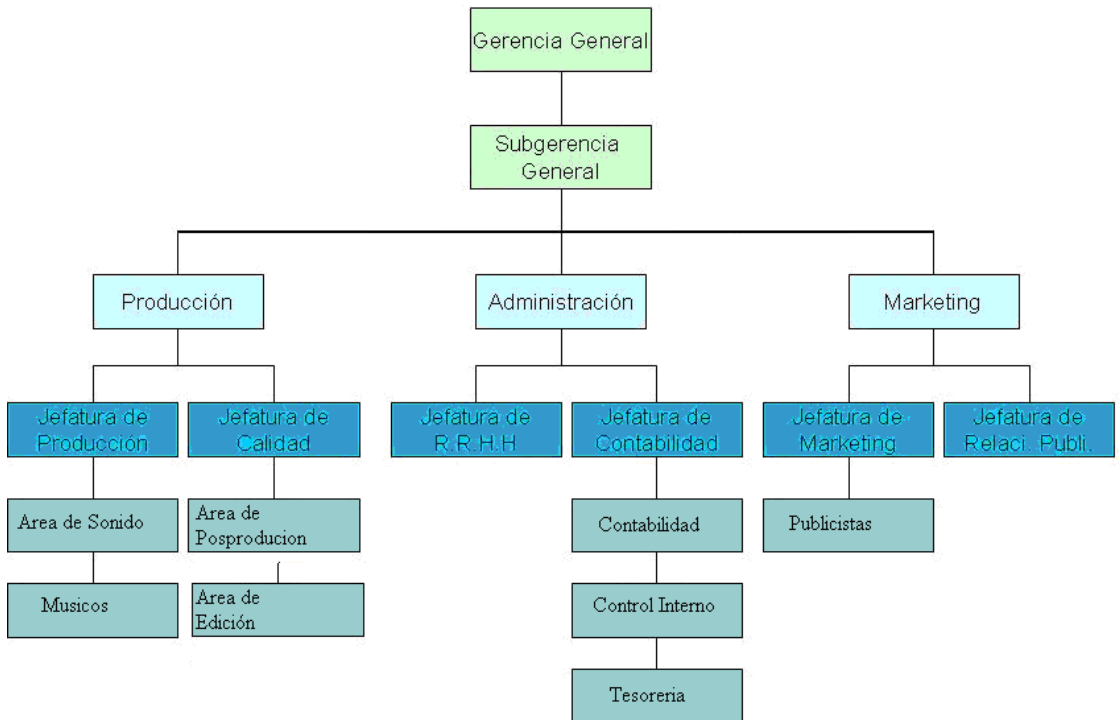 Gerencia General
Subgerencia
General
Producción
Administración
Marketing
Jefatura de
Producción
Jefatura de
Calidad
Jefatura de
R.R.H.H
Jefatura de
Contabilidad
Jefatura de
Marketing
Jefatura de
Relaci. Publi.
Area de Sonido
Area de
Posproducion
Contabilidad
Publicistas
Musicos
Area de
Edición
Control Interno
Tesoreria